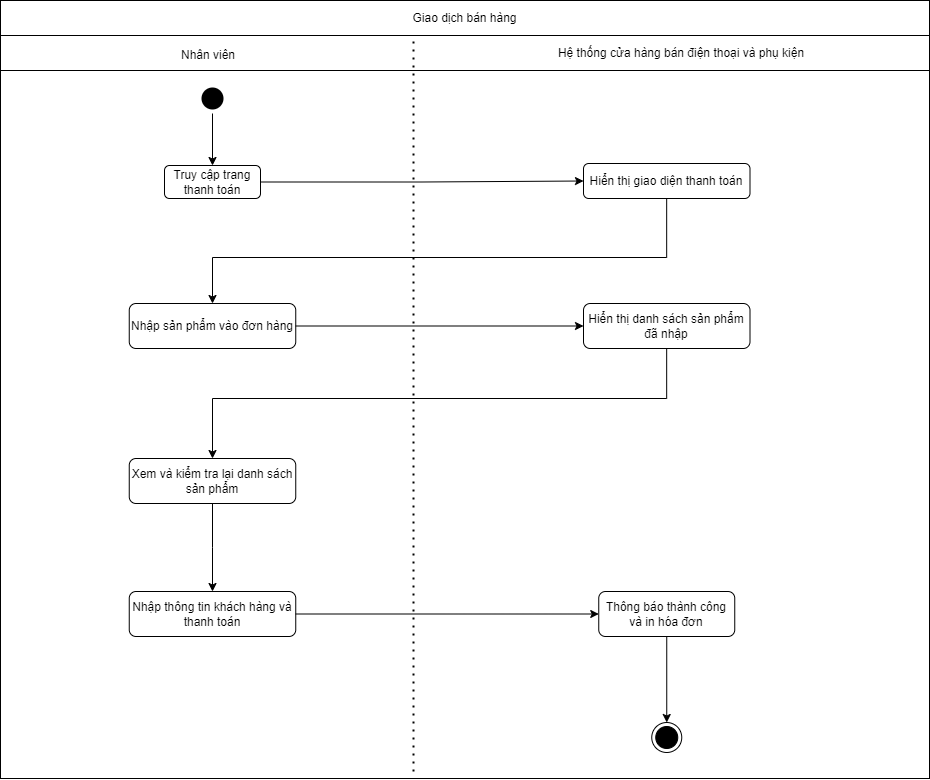 Giao dịch bán hàng
Nhân viên
Hệ thống cửa hàng bán điện thoại và phụ kiện
Truy cập trang
thanh toán
Hiển thị giao diện thanh toán
Nhập sản phẩm vào đơn hàng
Hiển thị danh sách sản phẩm
đã nhập
Xem và kiểm tra lại danh sách
sản phẩm
Nhập thông tin khách hàng và
thanh toán
Thông báo thành công
và in hóa đơn